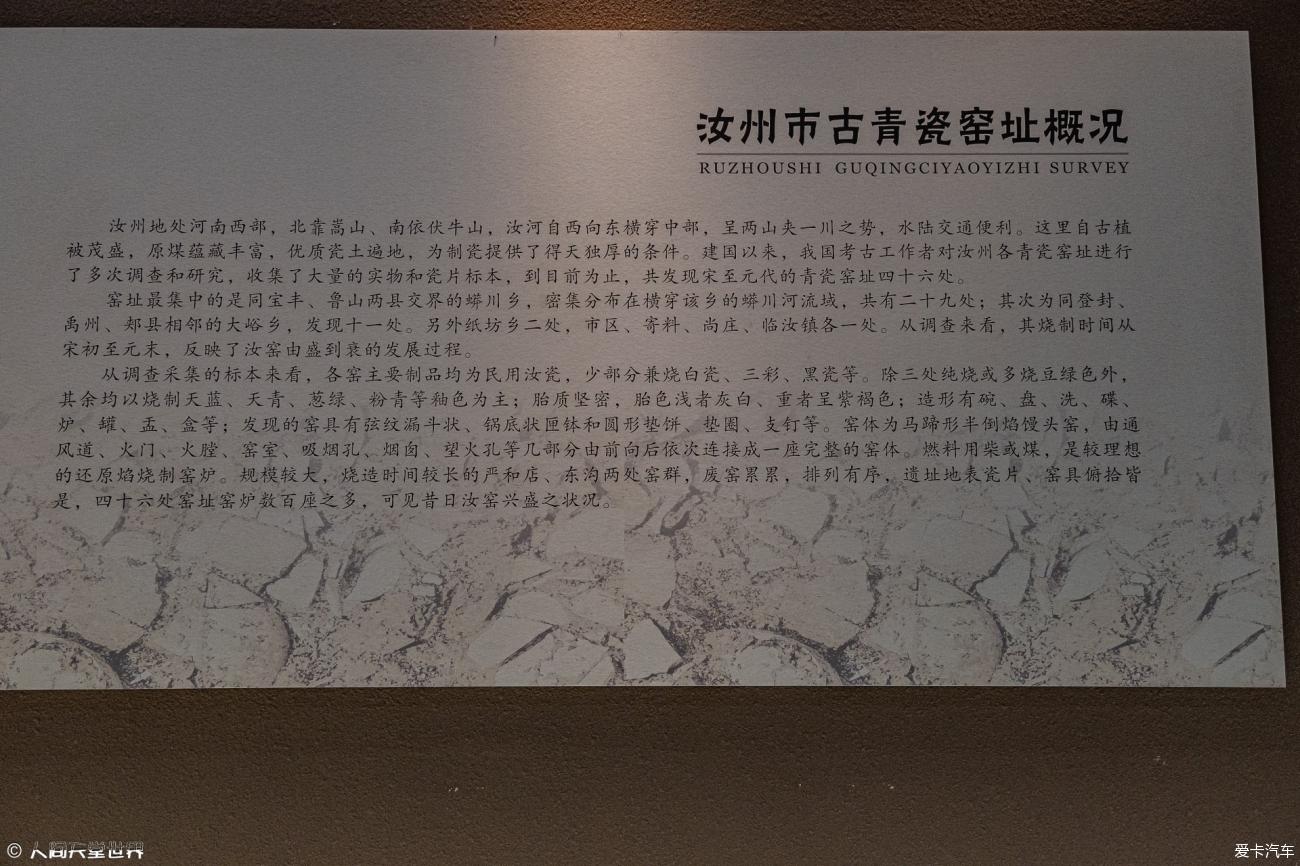 汝州市古青瓷窑址概况
RUZHOUSHI GUQINGCIYAOYIZHI SURVEY
汝州地处河南西部，北靠嵩山、南依伏牛山，汝河自西向东横穿中部，呈两山夹一川之势，水陆交通便利。这里自古植
被茂盛，原煤蕴藏丰富，优质瓷土遍地，为制瓷提供了得天独厚的条件。建国以来，我国考古工作者对汝州各青瓷窑址进行
了多次调查和研究，收集了大量的实物和瓷片标本，到目前为止，共发现宋至元代的青瓷窑址四十六处。
窑址最集中的是同宝丰、鲁山两县交界的蟒川乡，密集分布在横穿该乡的蟒川河流域，共有二十九处；其次为同登封、
禹州、郏县相邻的大峪乡，发现十一处。另外纸坊乡二处，市区、寄料、尚庄、临汝镇各一处。从调查来看，其烧制时间从
宋初至元末，反映了汝窑由盛到衰的发展过程。
从调查采集的标本来看，各窑主要制品均为民用汝瓷，少部分兼烧白瓷、三彩、黑瓷等。除三处纯烧或多烧豆绿色外，
其余均以烧制天蓝、天青、葱绿、粉青等釉色为主；胎质坚密，胎色浅者灰白、重者呈紫褐色；造形有碗、盘、洗、碟、
炉、罐、盂、盒等；发现的窑具有弦纹漏斗状、锅底状匣钵和圆形垫饼、垫圈、支钉等。窑体为马蹄形半倒焰馒头窑，由通
风道、火门、火膛、窑室、吸烟孔、烟囱、望火孔等几部分由前向后依次连接成一座完整的窑体。燃料用柴或煤，是较理想
的还原焰烧制窑炉。规模较大，烧造时间较长的严和店、东沟两处窑群，废窑累累，排列有序，遗址地表瓷片、窑具俯拾皆
是，四十六处窑址窑炉数百座之多，可见昔日汝窑兴盛之状况。
© 人间天堂世界
爱卡汽车